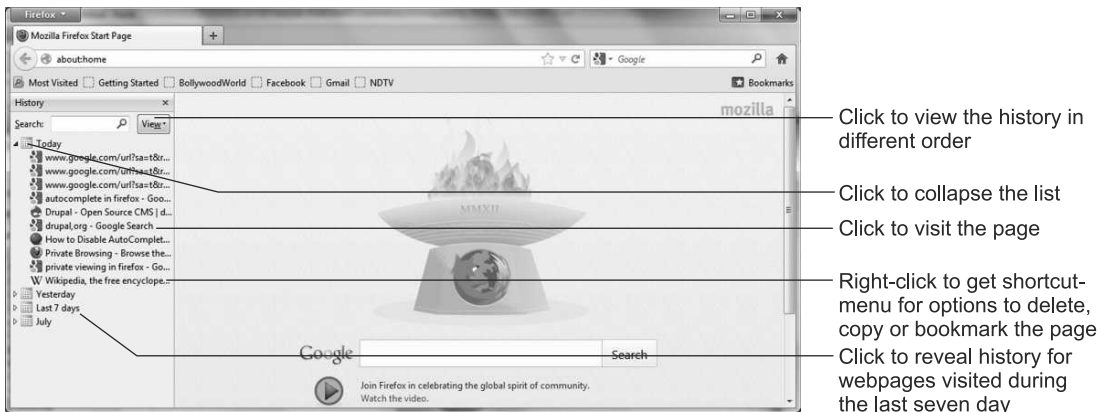 Firefox
Mozilla Firefox Start Page
+
about:home
Google
Most Visited Getting Started BollywoodWorld Facebook Gmail NDTV
Bookmarks
History ×
mozilla
Search: View
Click to view the history in
different order
Today
www.google.com/url?sa=t&r...
www.google.com/url?sa=t&r...
www.google.com/url?sa=t&r...
autocomplete in firefox - Goo...
Drupal - Open Source CMS | d...
drupal,org - Google Search
How to Disable AutoComplet...
Private Browsing - Browse the...
private viewing in firefox - Go...
W Wikipedia, the free encyclope...
Yesterday
Last 7 days
July
MMXII
Click to collapse the list
Click to visit the page
Right-click to get shortcut-
menu for options to delete,
copy or bookmark the page
Click to reveal history for
webpages visited during
the last seven day
Google Search
Join Firefox in celebrating the global spirit of community.
Watch the video.